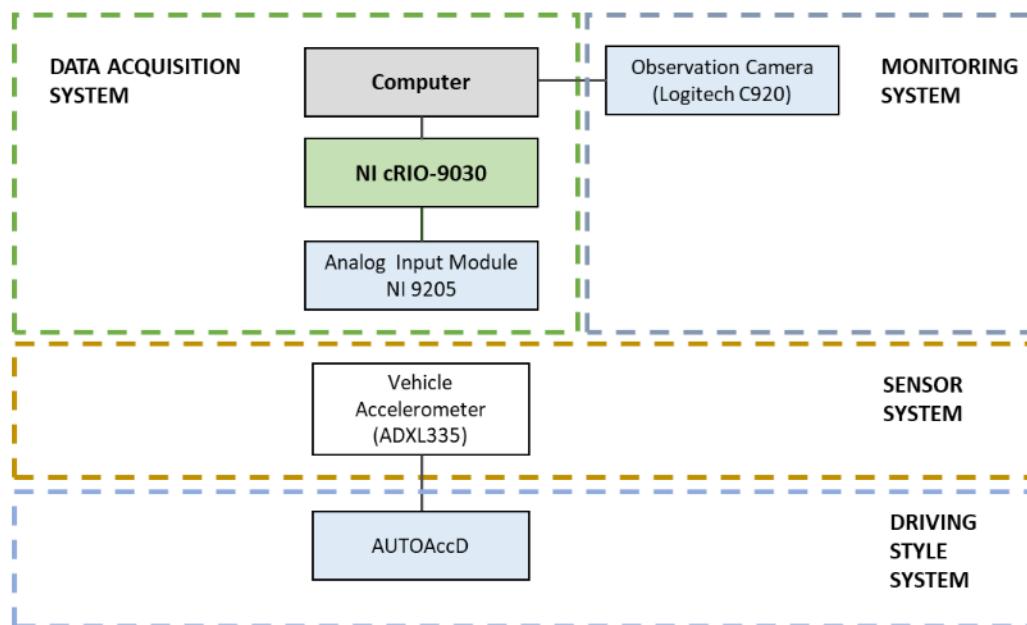 DATA ACQUISITION
SYSTEM
Computer
Observation Camera
(Logitech C920)
MONITORING
SYSTEM
NI cRIO-9030
Analog Input Module
NI 9205
Vehicle
Accelerometer
(ADXL335)
SENSOR
SYSTEM
AUTOAccD
DRIVING
STYLE
SYSTEM